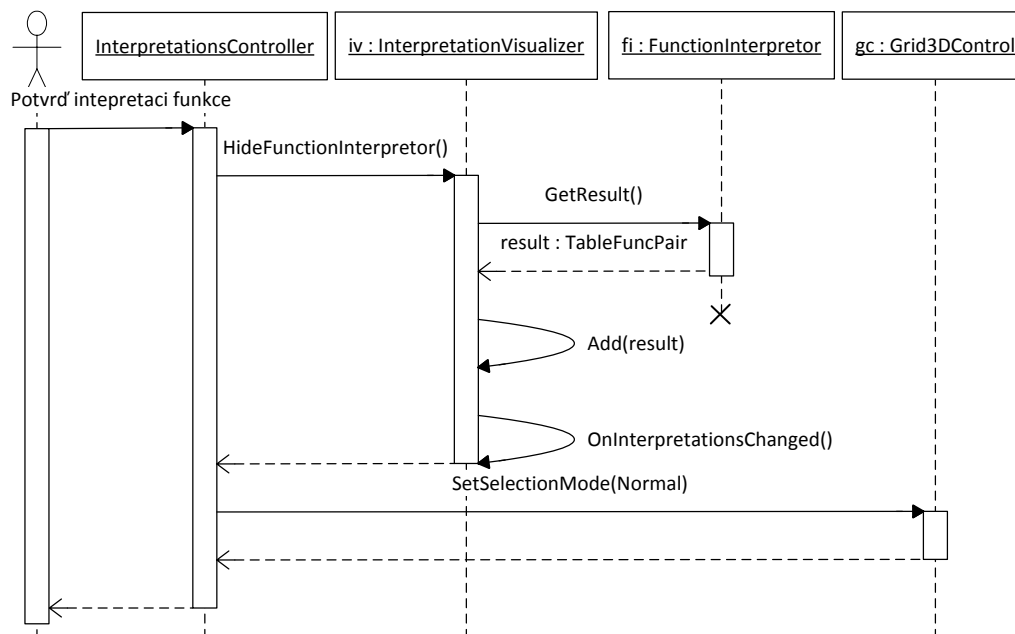 InterpretationsController
iv : InterpretationVisualizer
fi : FunctionInterpretor
gc : Grid3DControl
Potvrď intepretaci funkce
HideFunctionInterpretor()
GetResult()
result : TableFuncPair
Add(result)
OnInterpretationsChanged()
SetSelectionMode(Normal)